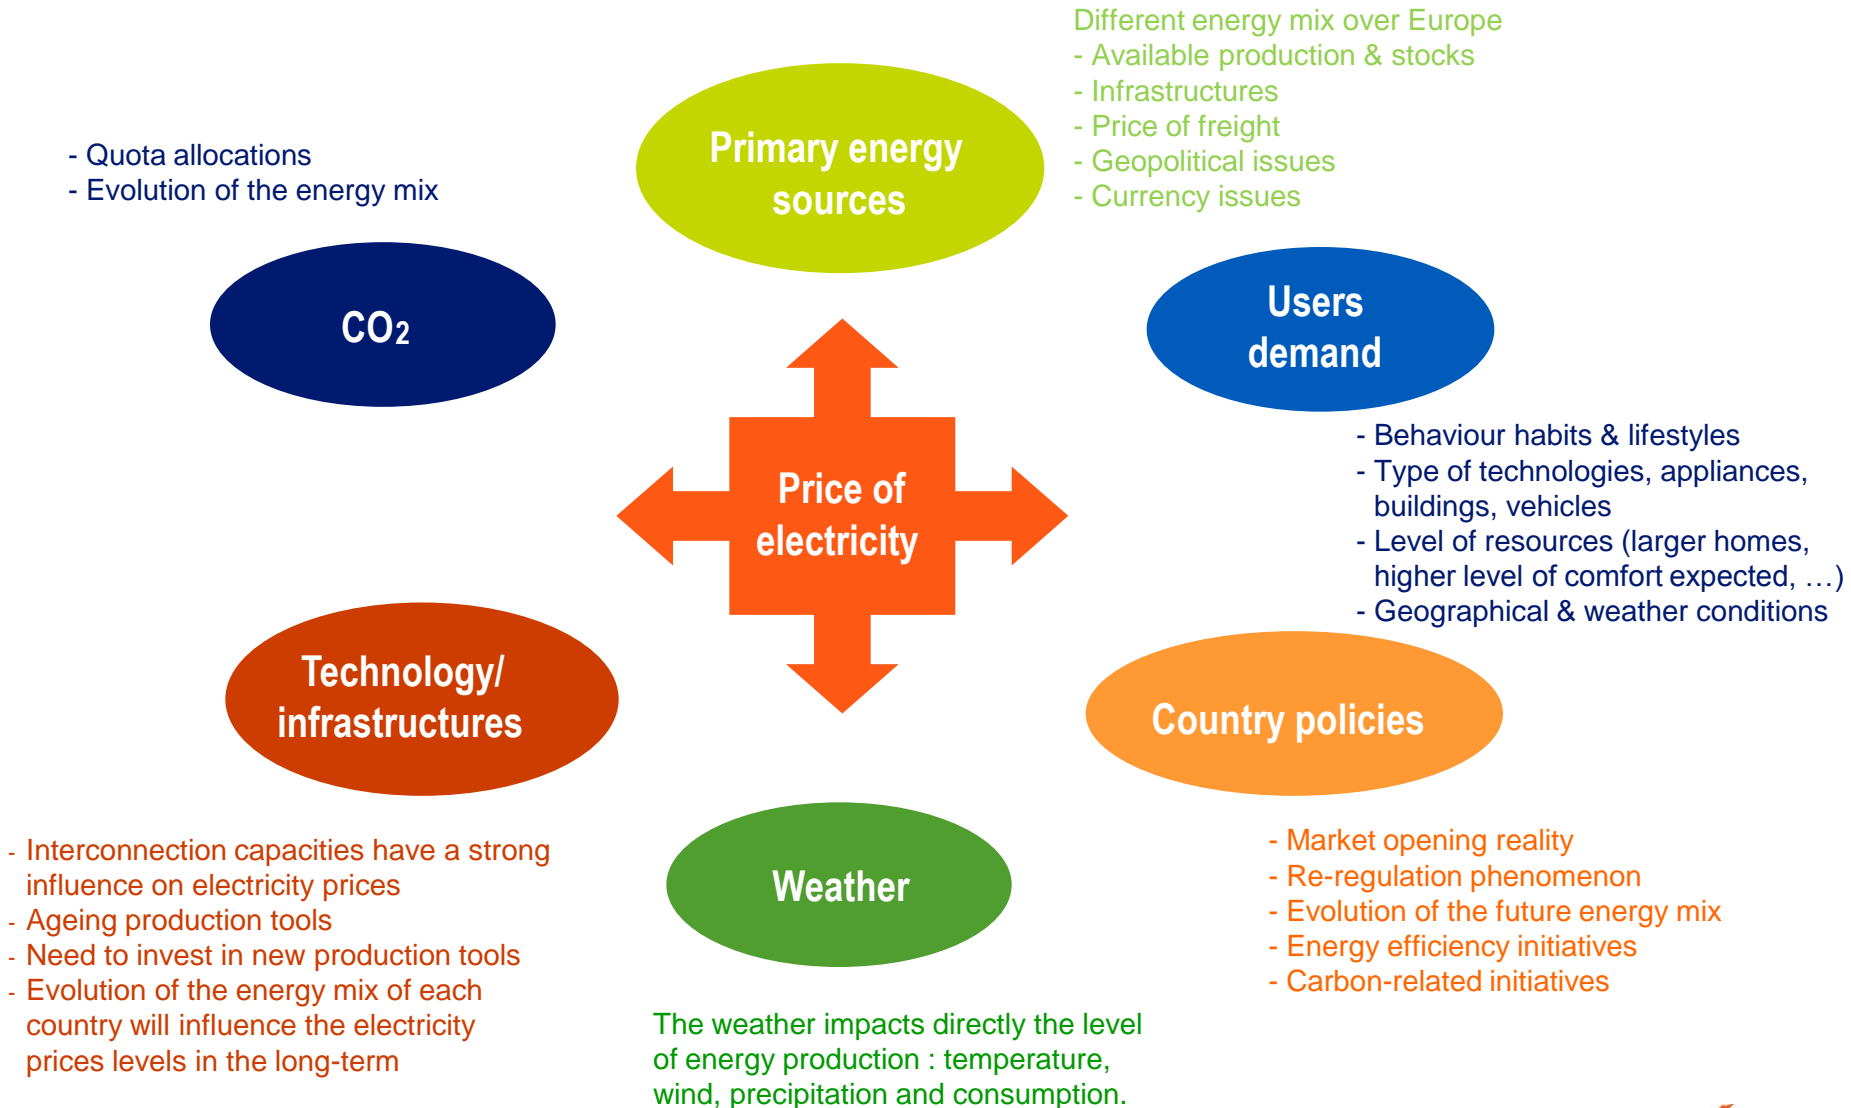 Different energy mix over Europe
- Available production & stocks
- Infrastructures
- Price of freight
- Geopolitical issues
- Currency issues
Primary energy
sources
- Quota allocations
- Evolution of the energy mix
CO2
Users
demand
- Behaviour habits & lifestyles
- Type of technologies, appliances,
buildings, vehicles
- Level of resources (larger homes,
higher level of comfort expected, …)
- Geographical & weather conditions
Price of
electricity
Technology/
infrastructures
Country policies
- Interconnection capacities have a strong
influence on electricity prices
- Ageing production tools
- Need to invest in new production tools
- Evolution of the energy mix of each
country will influence the electricity
prices levels in the long-term
Weather
The weather impacts directly the level
of energy production : temperature,
wind, precipitation and consumption.
- Market opening reality
- Re-regulation phenomenon
- Evolution of the future energy mix
- Energy efficiency initiatives
- Carbon-related initiatives